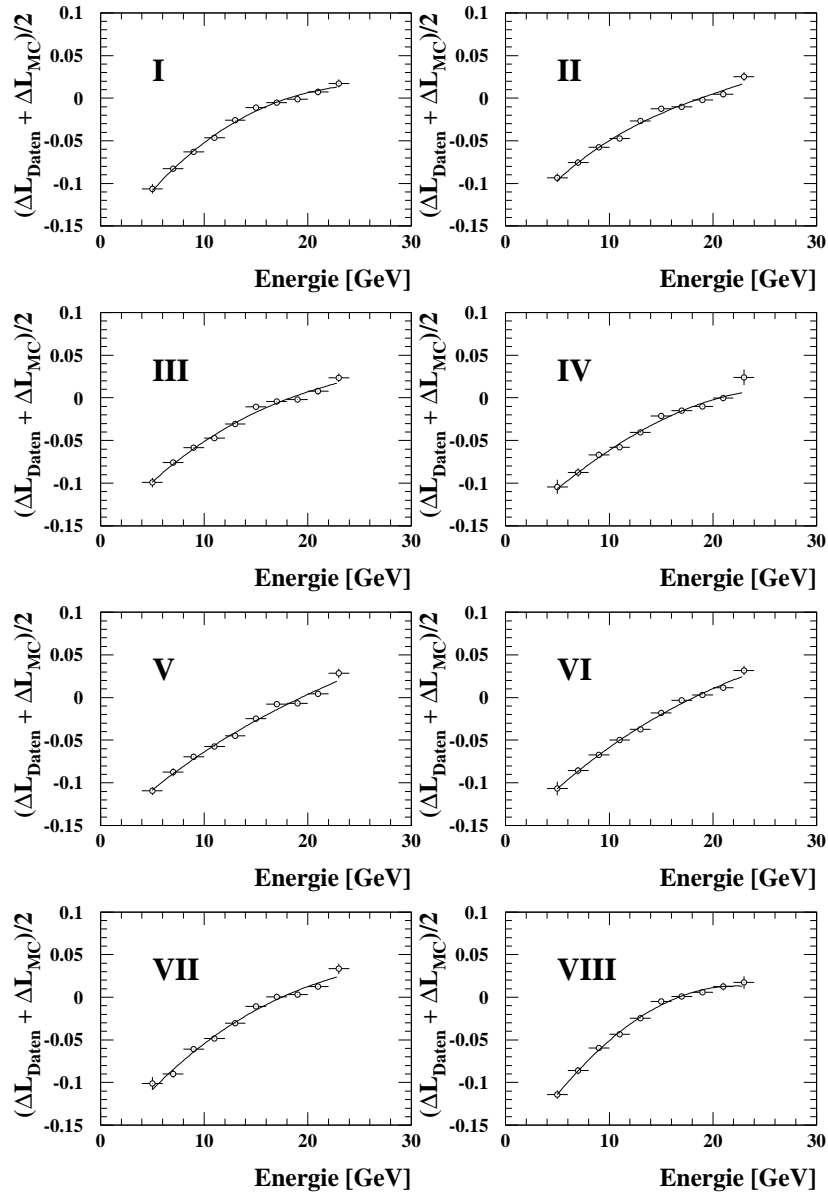 (ΔL_Daten + ΔL_MC)/2
0.1
0.05
0
-0.05
-0.1
-0.15
I
0 10 20 30
Energie [GeV]
(ΔL_Daten + ΔL_MC)/2
0.1
0.05
0
-0.05
-0.1
-0.15
II
0 10 20 30
Energie [GeV]
(ΔL_Daten + ΔL_MC)/2
0.1
0.05
0
-0.05
-0.1
-0.15
III
0 10 20 30
Energie [GeV]
(ΔL_Daten + ΔL_MC)/2
0.1
0.05
0
-0.05
-0.1
-0.15
IV
0 10 20 30
Energie [GeV]
(ΔL_Daten + ΔL_MC)/2
0.1
0.05
0
-0.05
-0.1
-0.15
V
0 10 20 30
Energie [GeV]
(ΔL_Daten + ΔL_MC)/2
0.1
0.05
0
-0.05
-0.1
-0.15
VI
0 10 20 30
Energie [GeV]
(ΔL_Daten + ΔL_MC)/2
0.1
0.05
0
-0.05
-0.1
-0.15
VII
0 10 20 30
Energie [GeV]
(ΔL_Daten + ΔL_MC)/2
0.1
0.05
0
-0.05
-0.1
-0.15
VIII
0 10 20 30
Energie [GeV]